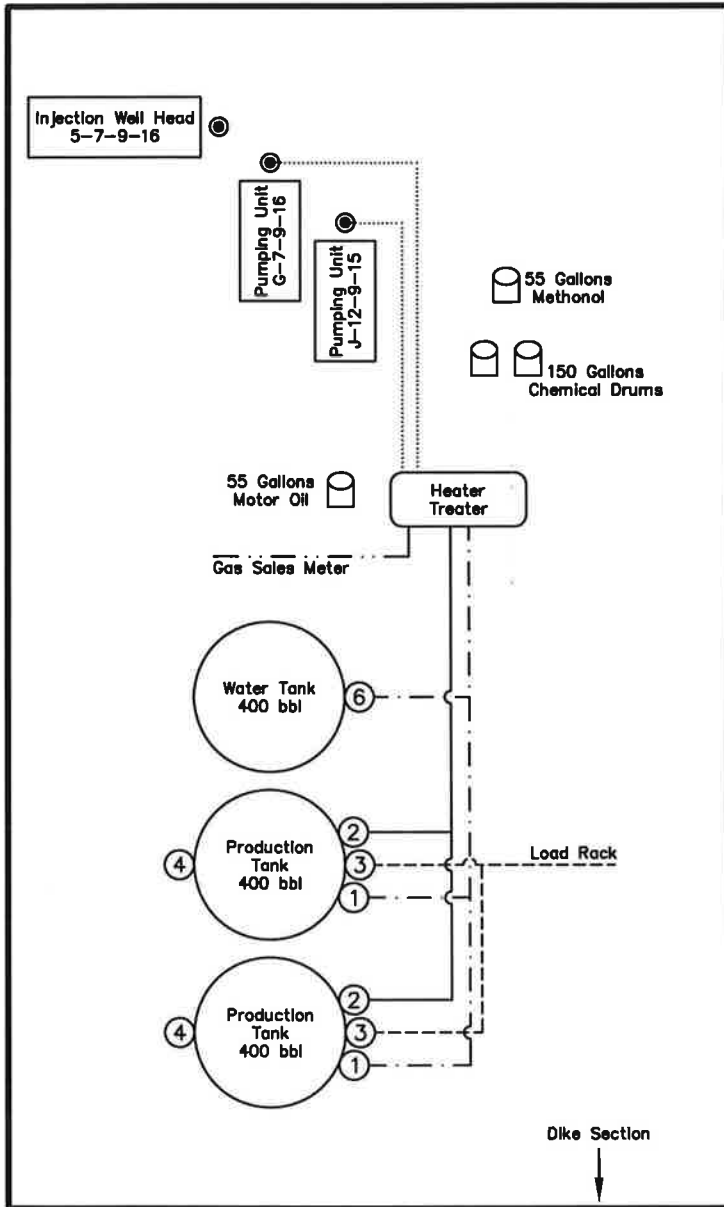 Injection Well Head
5-7-9-16
Pumping Unit
G-7-9-16
Pumping Unit
J-12-9-15
55 Gallons
Methonol
150 Gallons
Chemical Drums
55 Gallons
Motor Oil
Heater
Treater
Gas Sales Meter
Water Tank
400 bbl
6
Production
Tank
400 bbl
4
2
3
1
Load Rack
Production
Tank
400 bbl
4
2
3
1
Dike Section